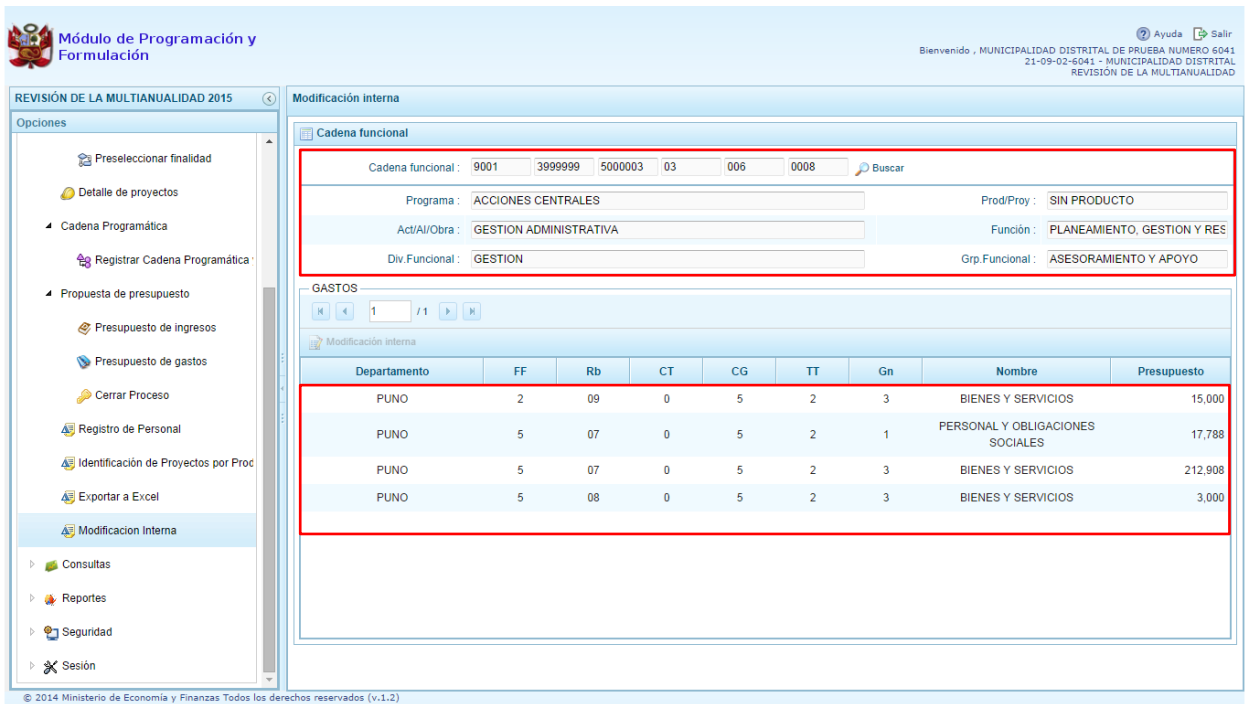 Módulo de Programación y
Formulación
Ayuda Salir
Bienvenido , MUNICIPALIDAD DISTRITAL DE PRUEBA NUMERO 6041
21-09-02-6041 - MUNICIPALIDAD DISTRITAL
REVISIÓN DE LA MULTIANUALIDAD
REVISIÓN DE LA MULTIANUALIDAD 2015
Opciones
Preseleccionar finalidad
Detalle de proyectos
Cadena Programática
Registrar Cadena Programática
Propuesta de presupuesto
Presupuesto de ingresos
Presupuesto de gastos
Cerrar Proceso
Registro de Personal
Identificación de Proyectos por Prod
Exportar a Excel
Modificacion Interna
Consultas
Reportes
Seguridad
Sesión
Modificación interna
Cadena funcional
Cadena funcional : 9001 3999999 5000003 03 006 0008 Buscar
Programa : ACCIONES CENTRALES Prod/Proy : SIN PRODUCTO
Act/AI/Obra : GESTION ADMINISTRATIVA Función : PLANEAMIENTO, GESTION Y RES
Div.Funcional : GESTION Grp.Funcional : ASESORAMIENTO Y APOYO
GASTOS
1 / 1
Modificación interna
Departamento FF Rb CT CG TT Gn Nombre Presupuesto
PUNO 2 09 0 5 2 3 BIENES Y SERVICIOS 15,000
PUNO 5 07 0 5 2 1 PERSONAL Y OBLIGACIONES SOCIALES 17,788
PUNO 5 07 0 5 2 3 BIENES Y SERVICIOS 212,908
PUNO 5 08 0 5 2 3 BIENES Y SERVICIOS 3,000
© 2014 Ministerio de Economía y Finanzas Todos los derechos reservados (v.1.2)